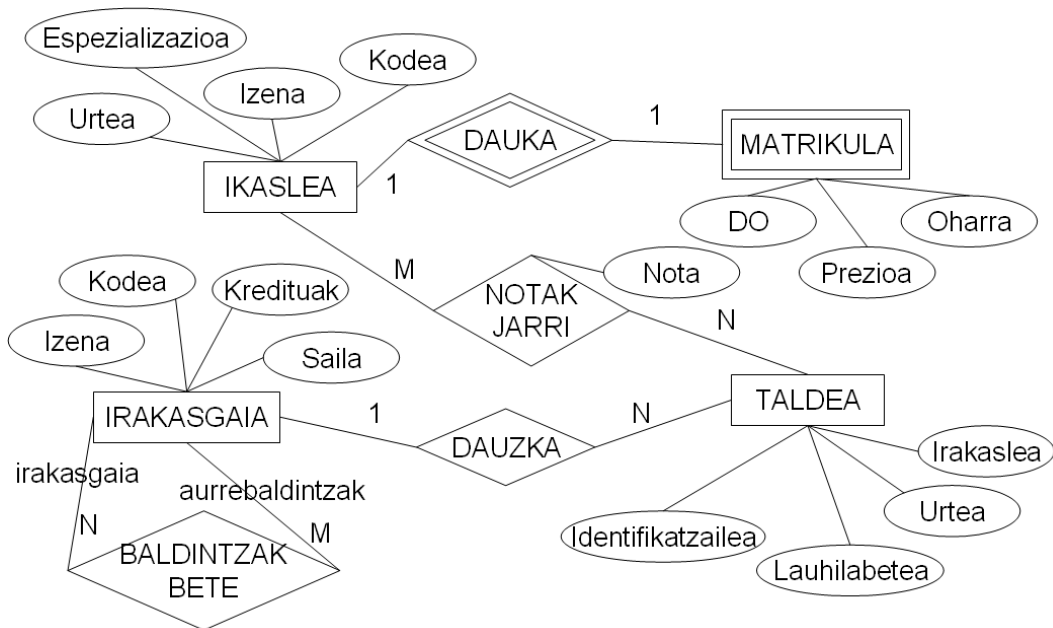 Espezializazioa
Kodea
Izena
Urtea
DAUKA
1
MATRIKULA
IKASLEA
1
DO
Oharra
M
Nota
Prezioa
Kodea
Kredituak
NOTAK
JARRI
N
Izena
Saila
IRAKASGAIA
1
DAUZKA
N
TALDEA
irakasgaia
aurrebaldintzak
Irakaslea
N
M
Urtea
BALDINTZAK
BETE
Identifikatzailea
Lauhilabetea